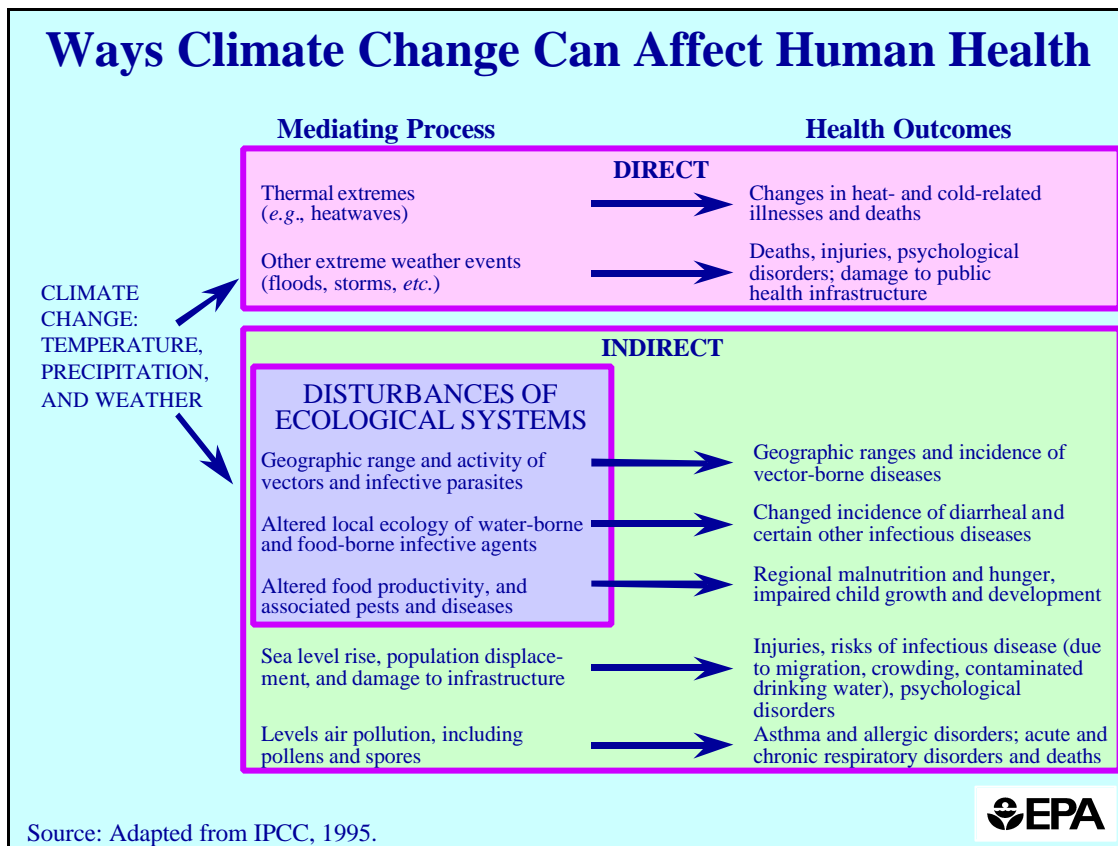 Ways Climate Change Can Affect Human Health
Mediating Process
Health Outcomes
DIRECT
Thermal extremes
(e.g., heatwaves)
Changes in heat- and cold-related
illnesses and deaths
Other extreme weather events
(floods, storms, etc.)
Deaths, injuries, psychological
disorders; damage to public
health infrastructure
CLIMATE
CHANGE:
TEMPERATURE,
PRECIPITATION,
AND WEATHER
INDIRECT
DISTURBANCES OF
ECOLOGICAL SYSTEMS
Geographic range and activity of
vectors and infective parasites
Geographic ranges and incidence of
vector-borne diseases
Altered local ecology of water-borne
and food-borne infective agents
Changed incidence of diarrheal and
certain other infectious diseases
Altered food productivity, and
associated pests and diseases
Regional malnutrition and hunger,
impaired child growth and development
Sea level rise, population displace-
ment, and damage to infrastructure
Injuries, risks of infectious disease (due
to migration, crowding, contaminated
drinking water), psychological
disorders
Levels air pollution, including
pollens and spores
Asthma and allergic disorders; acute and
chronic respiratory disorders and deaths
Source: Adapted from IPCC, 1995.
EPA